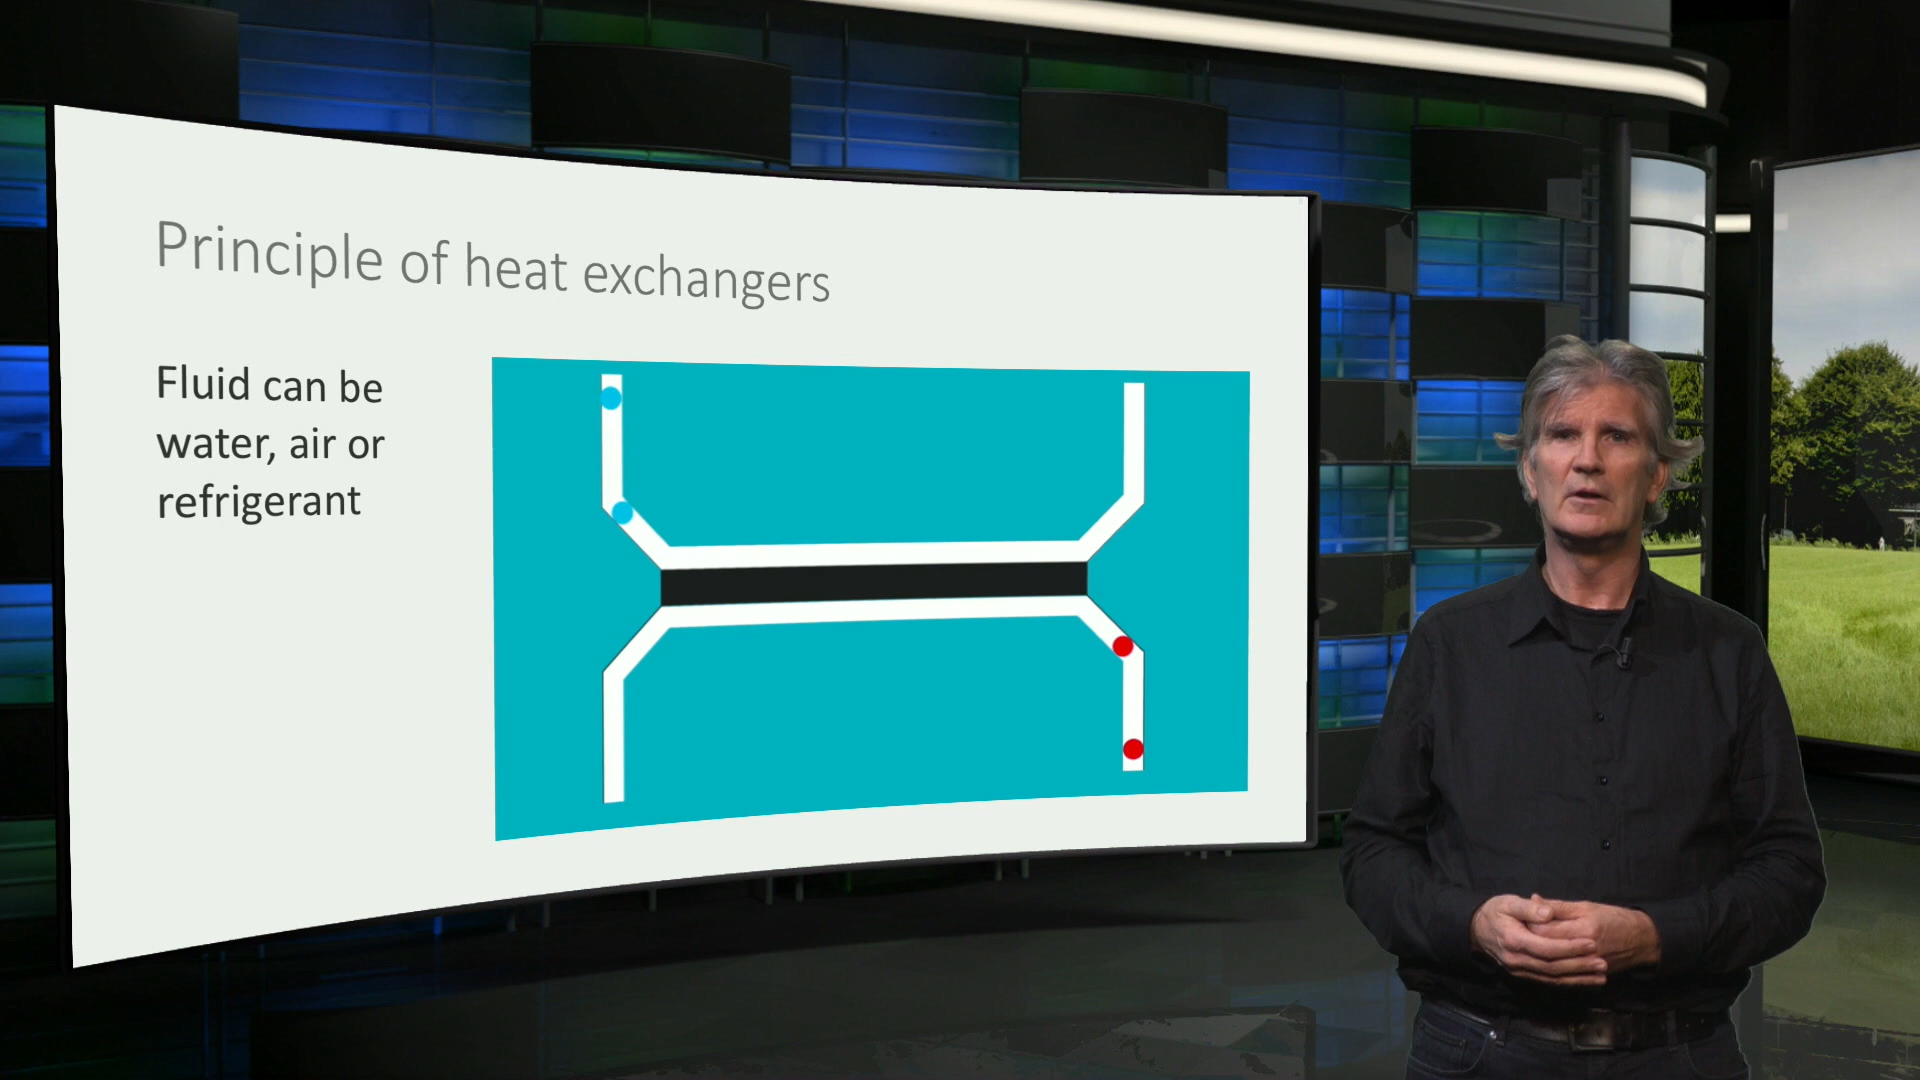 Principle of heat exchangers
Fluid can be
water, air or
refrigerant